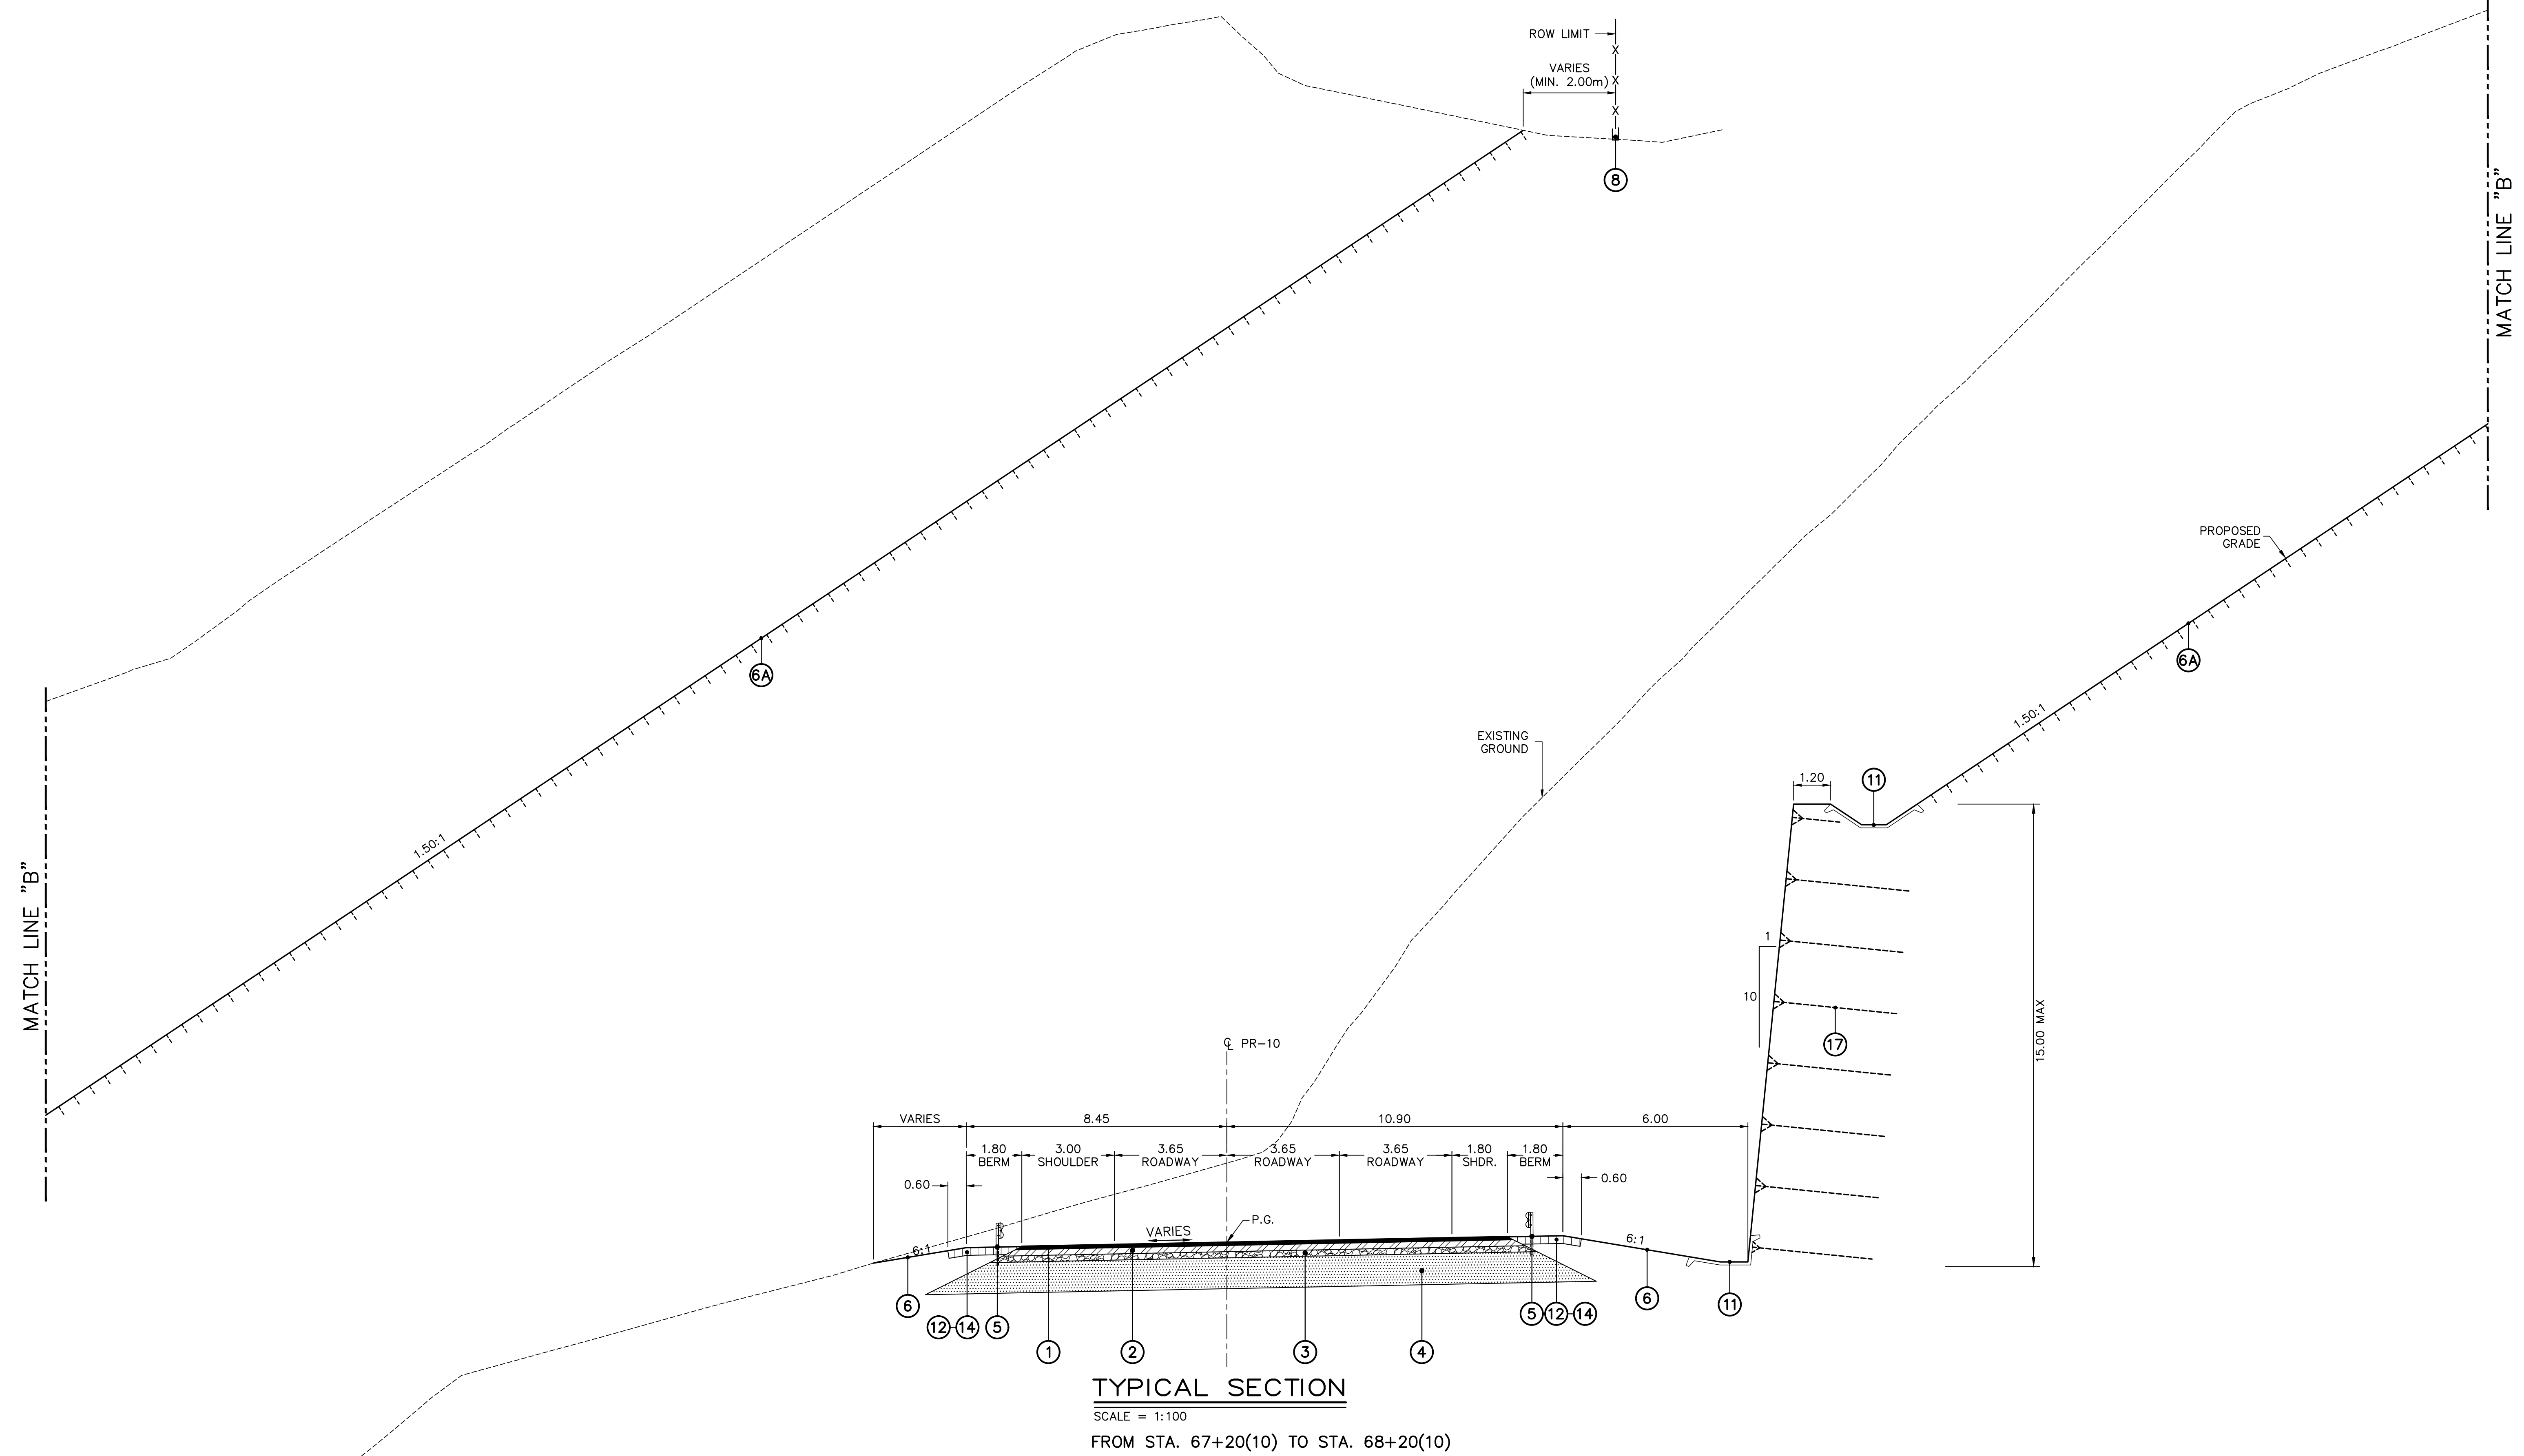 ROW LIMIT
VARIES
(MIN. 2.00m)
8
MATCH LINE "B"
PROPOSED
GRADE
6A
6A
1.50:1
EXISTING
GROUND
1.20
11
1.50:1
MATCH LINE "B"
1
10
17
15.00 MAX
℄ PR-10
VARIES 8.45 10.90 6.00
1.80 3.00 3.65 3.65 3.65 1.80 1.80
BERM SHOULDER ROADWAY ROADWAY ROADWAY SHDR. BERM
0.60 0.60
P.G.
VARIES
6:1 6:1
6 6 11
12 14 5 5 12 14
1 2 3 4
TYPICAL SECTION
SCALE = 1:100
FROM STA. 67+20(10) TO STA. 68+20(10)